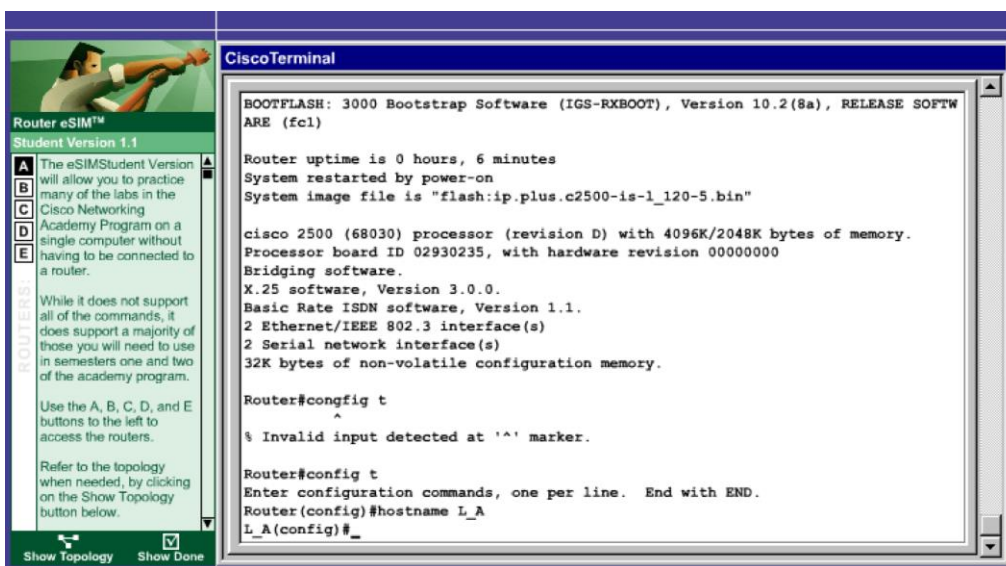 Router eSIM™
Student Version 1.1
A
B
C
D
E
ROUTERS:
The eSIMStudent Version
will allow you to practice
many of the labs in the
Cisco Networking
Academy Program on a
single computer without
having to be connected to
a router.
While it does not support
all of the commands, it
does support a majority of
those you will need to use
in semesters one and two
of the academy program.
Use the A, B, C, D, and E
buttons to the left to
access the routers.
Refer to the topology
when needed, by clicking
on the Show Topology
button below.
Show Topology
Show Done
CiscoTerminal
BOOTFLASH: 3000 Bootstrap Software (IGS-RXBOOT), Version 10.2(8a), RELEASE SOFTW
ARE (fc1)
Router uptime is 0 hours, 6 minutes
System restarted by power-on
System image file is "flash:ip.plus.c2500-is-l_120-5.bin"
cisco 2500 (68030) processor (revision D) with 4096K/2048K bytes of memory.
Processor board ID 02930235, with hardware revision 00000000
Bridging software.
X.25 software, Version 3.0.0.
Basic Rate ISDN software, Version 1.1.
2 Ethernet/IEEE 802.3 interface(s)
2 Serial network interface(s)
32K bytes of non-volatile configuration memory.
Router#congfig t
^
% Invalid input detected at '^' marker.
Router#config t
Enter configuration commands, one per line. End with END.
Router(config)#hostname L_A
L_A(config)#_